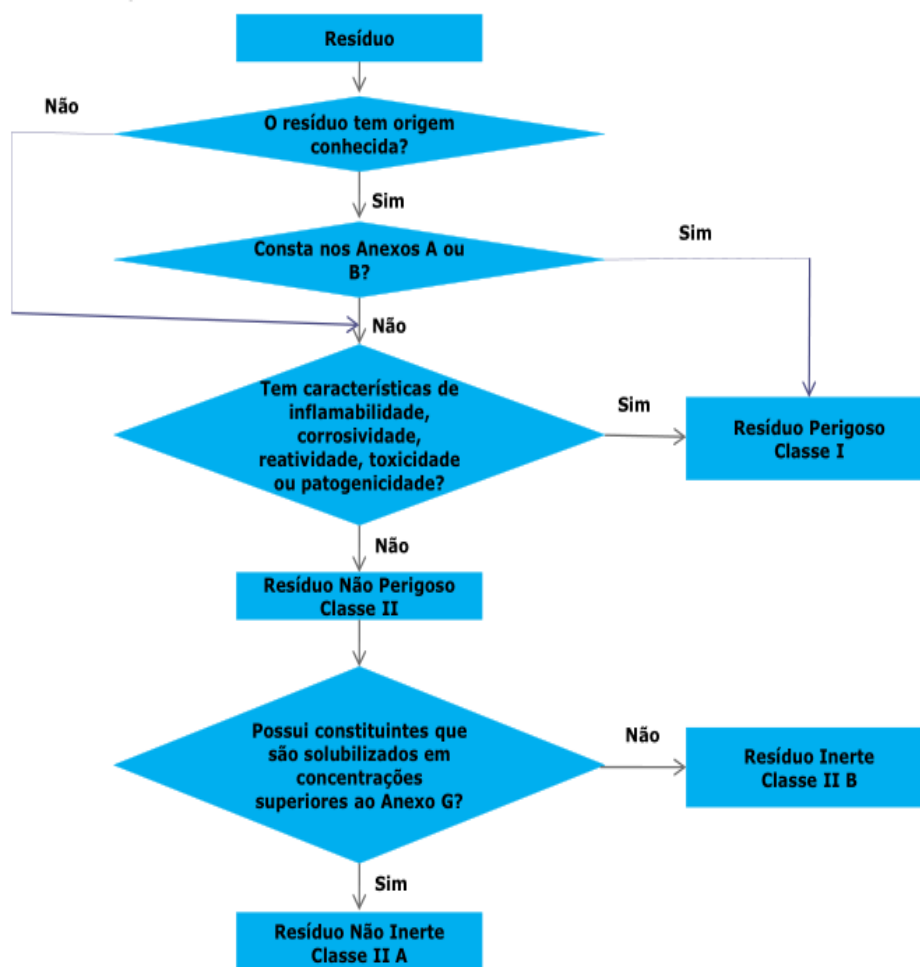 Resíduo
Não
O resíduo tem origem
conhecida?
Sim
Sim
Consta nos Anexos A ou
B?
Não
Tem características de
inflamabilidade,
corrosividade,
reatividade, toxicidade
ou patogenicidade?
Sim
Resíduo Perigoso
Classe I
Não
Resíduo Não Perigoso
Classe II
Possui constituintes que
são solubilizados em
concentrações
superiores ao Anexo G?
Não
Resíduo Inerte
Classe II B
Sim
Resíduo Não Inerte
Classe II A